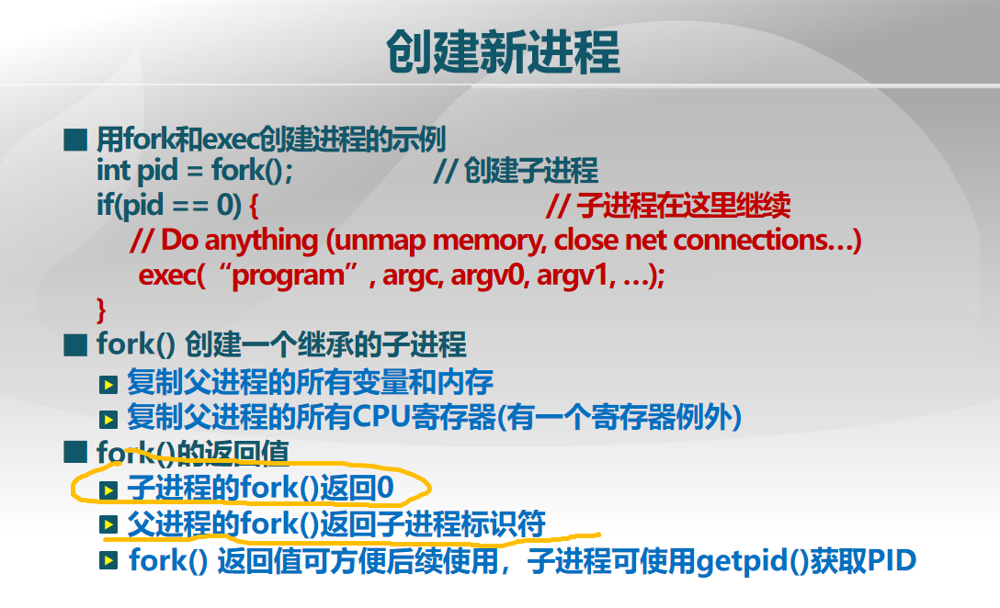 创建新进程
用fork和exec创建进程的示例
int pid = fork(); // 创建子进程
if(pid == 0) { // 子进程在这里继续
// Do anything (unmap memory, close net connections…)
exec(“program”, argc, argv0, argv1, …);
}
fork() 创建一个继承的子进程
复制父进程的所有变量和内存
复制父进程的所有CPU寄存器(有一个寄存器例外)
fork()的返回值
子进程的fork()返回0
父进程的fork()返回子进程标识符
fork() 返回值可方便后续使用，子进程可使用getpid()获取PID